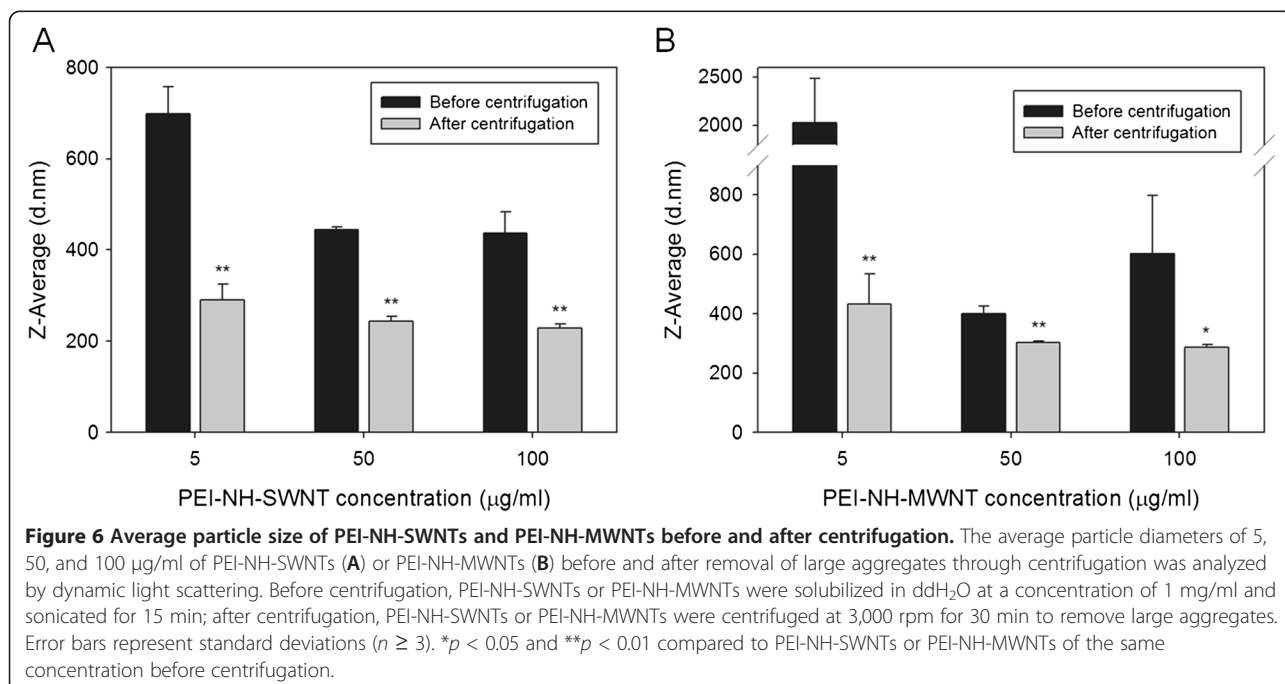 A
800
600
400
200
0
Z-Average (d.nm)
Before centrifugation
After centrifugation
**
**
**
5
50
100
PEI-NH-SWNT concentration (µg/ml)
B
2500
2000
800
600
400
200
0
Z-Average (d.nm)
Before centrifugation
After centrifugation
**
**
*
5
50
100
PEI-NH-MWNT concentration (µg/ml)
Figure 6 Average particle size of PEI-NH-SWNTs and PEI-NH-MWNTs before and after centrifugation. The average particle diameters of 5,
50, and 100 µg/ml of PEI-NH-SWNTs (A) or PEI-NH-MWNTs (B) before and after removal of large aggregates through centrifugation was analyzed
by dynamic light scattering. Before centrifugation, PEI-NH-SWNTs or PEI-NH-MWNTs were solubilized in ddH₂O at a concentration of 1 mg/ml and
sonicated for 15 min; after centrifugation, PEI-NH-SWNTs or PEI-NH-MWNTs were centrifuged at 3,000 rpm for 30 min to remove large aggregates.
Error bars represent standard deviations (n ≥ 3). *p < 0.05 and **p < 0.01 compared to PEI-NH-SWNTs or PEI-NH-MWNTs of the same
concentration before centrifugation.